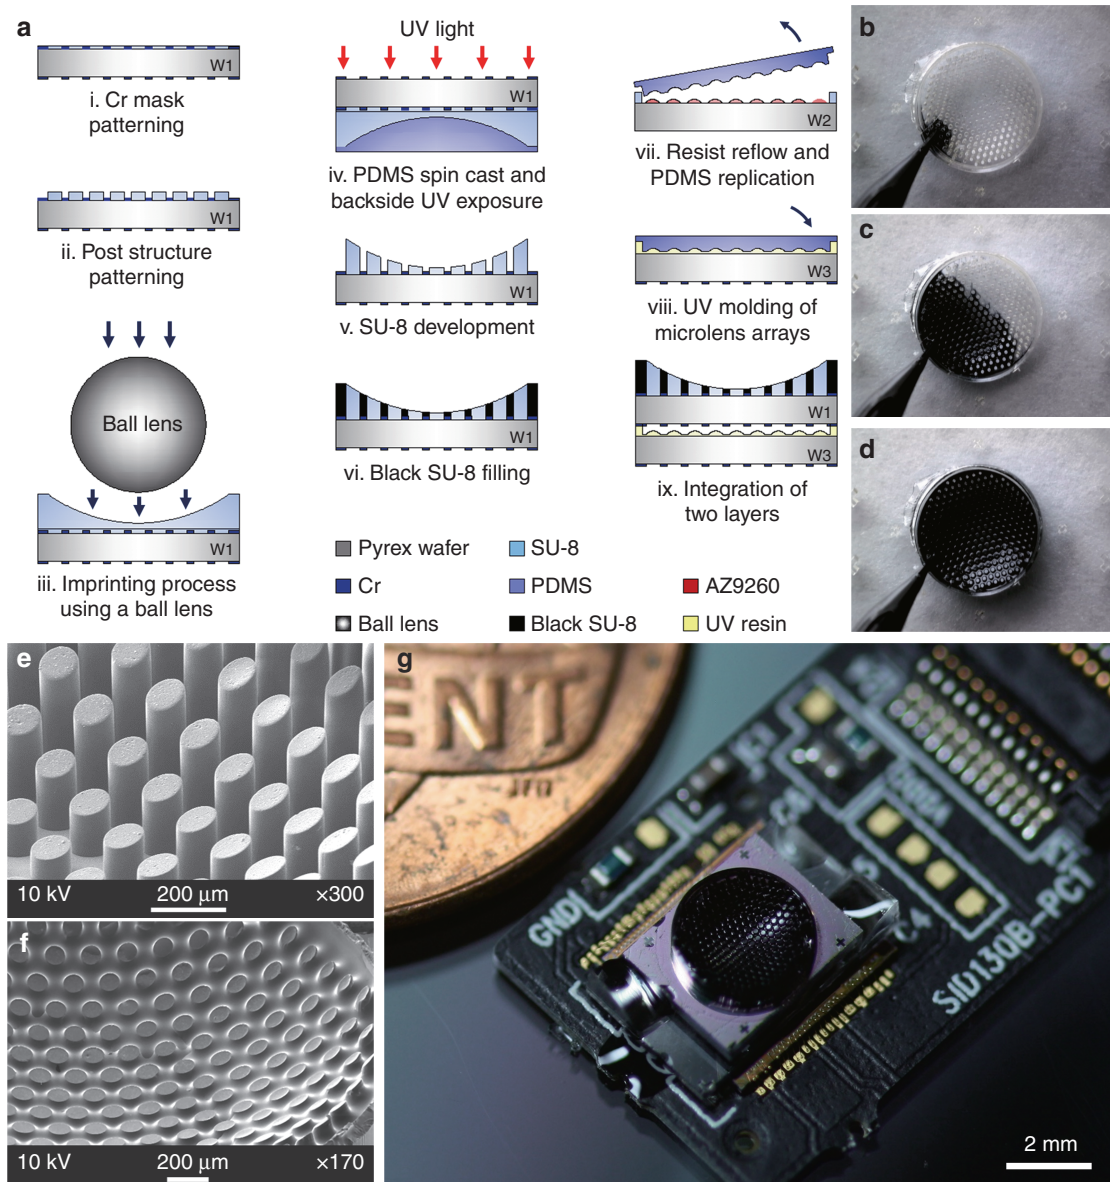 a
W1
i. Cr mask
patterning
W1
ii. Post structure
patterning
Ball lens
W1
iii. Imprinting process
using a ball lens
UV light
W1
iv. PDMS spin cast and
backside UV exposure
W1
v. SU-8 development
W1
vi. Black SU-8 filling
W2
vii. Resist reflow and
PDMS replication
W3
viii. UV molding of
microlens arrays
W1
W3
ix. Integration of
two layers
Pyrex wafer
SU-8
Cr
PDMS
AZ9260
Ball lens
Black SU-8
UV resin
b
c
d
e
10 kV
200 μm
×300
f
10 kV
200 μm
×170
g
ENT
GND
C4
SID130B-PC1
2 mm